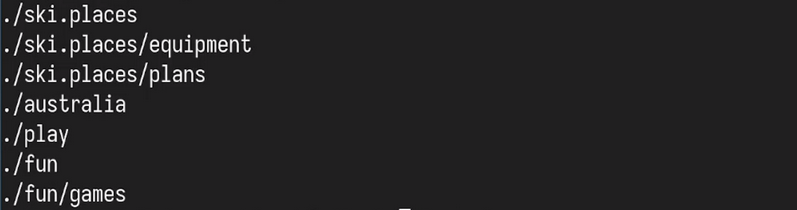 ./ski.places
./ski.places/equipment
./ski.places/plans
./australia
./play
./fun
./fun/games